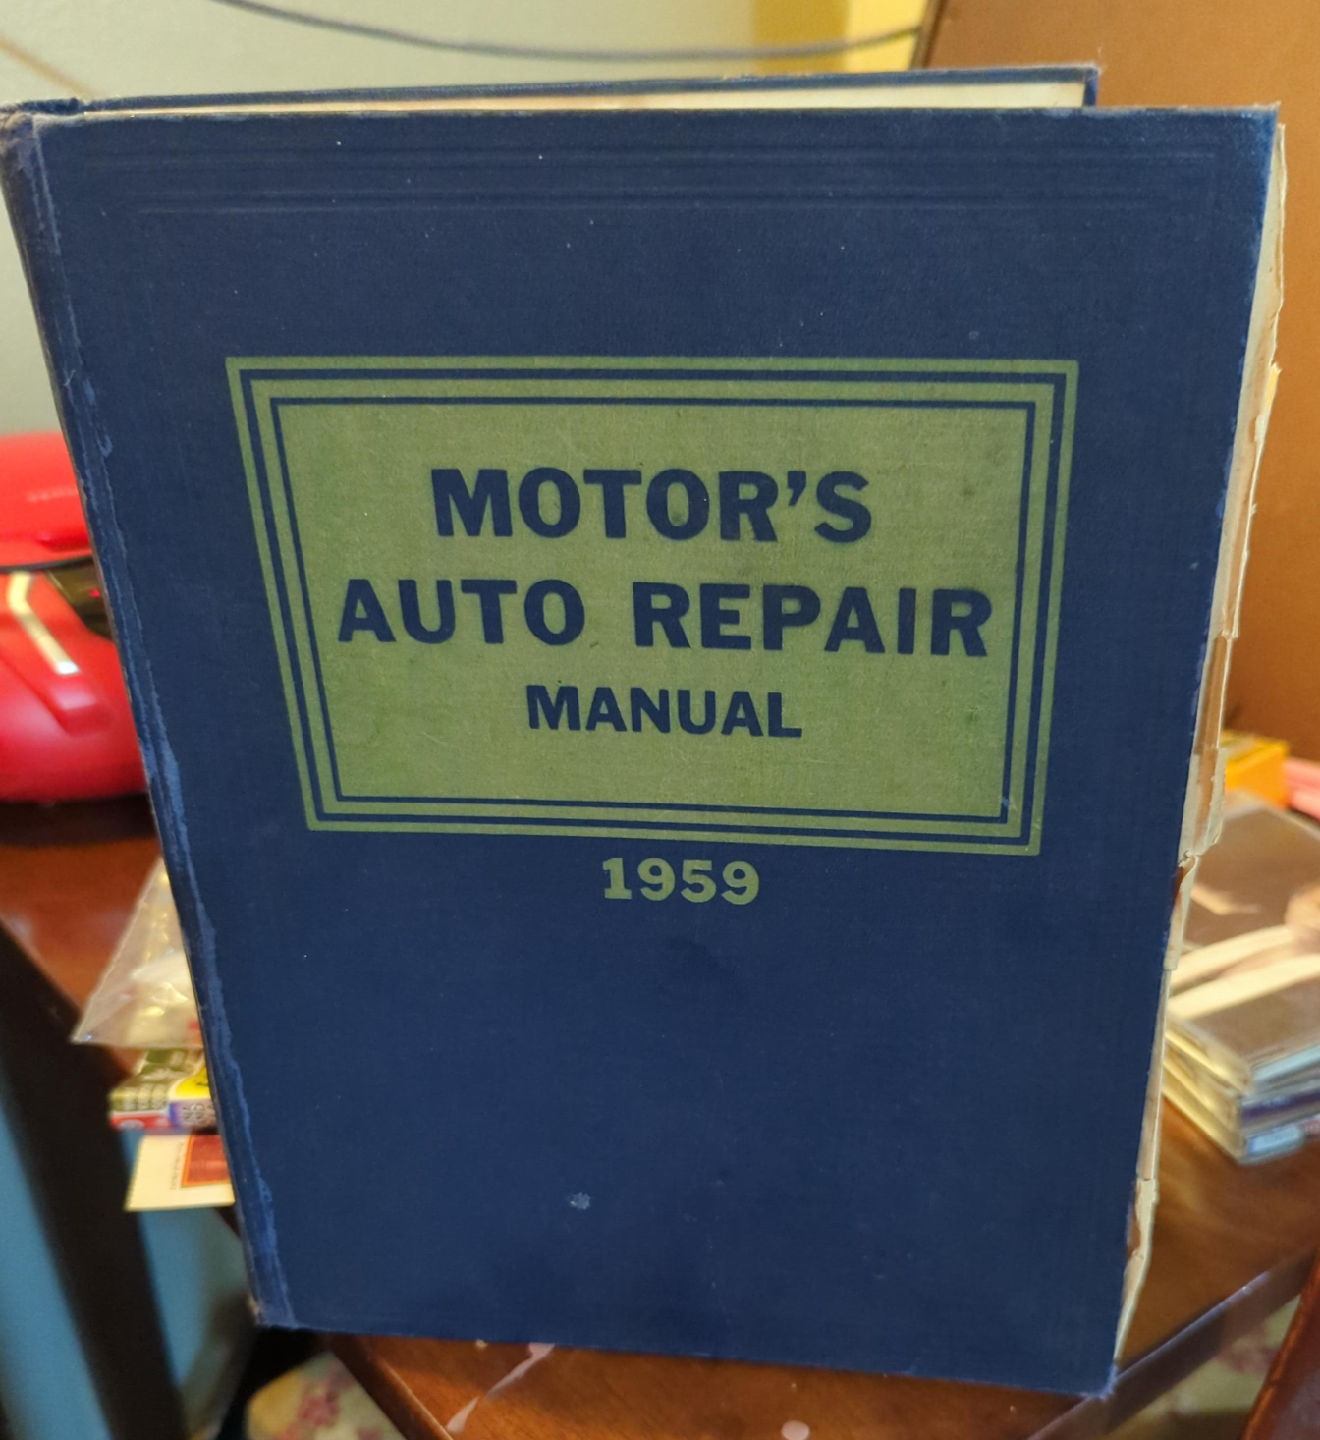 MOTOR'S
AUTO REPAIR
MANUAL
1959